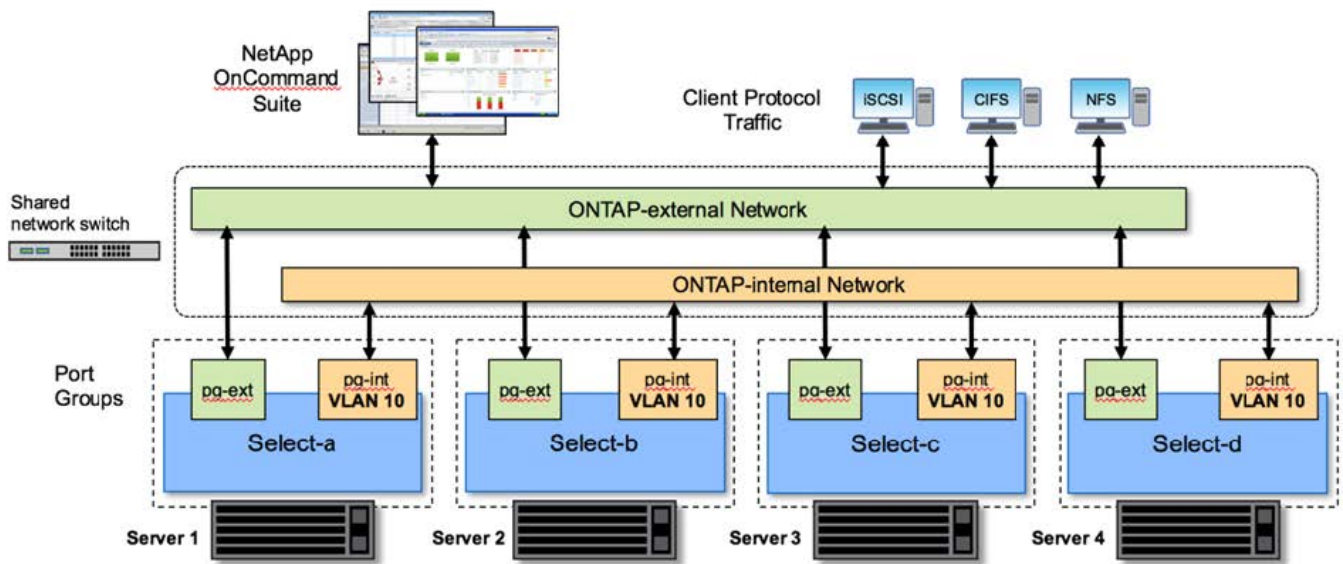 NetApp
OnCommand
Suite
Client Protocol
Traffic
iSCSI
CIFS
NFS
Shared
network switch
ONTAP-external Network
ONTAP-internal Network
Port
Groups
pg-ext
pg-int
VLAN 10
Select-a
pg-ext
pg-int
VLAN 10
Select-b
pg-ext
pg-int
VLAN 10
Select-c
pg-ext
pg-int
VLAN 10
Select-d
Server 1
Server 2
Server 3
Server 4